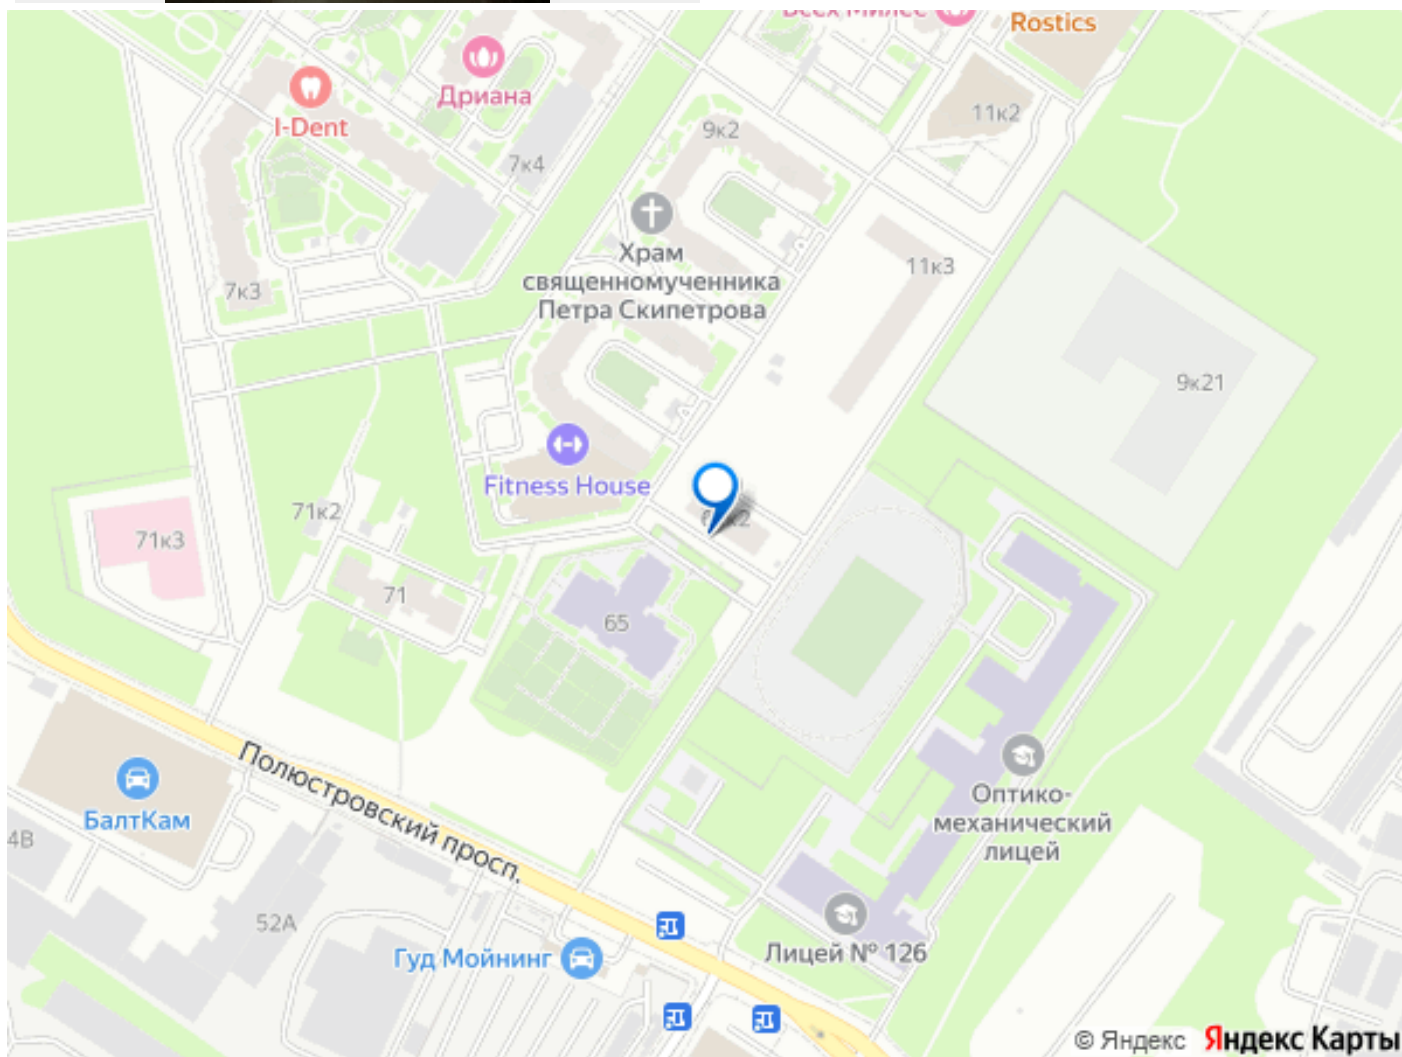 Rostics
Дриана
I-Dent
11к2
9к2
7к4
Храм
священномученника
Петра Скипетрова
11к3
7к3
9к21
Fitness House
71к2
71к3
71
65
Полюстровский просп.
БалтКам
4В
Оптико-
механический
лицей
52А
Гуд Мойнинг
Лицей № 126
© Яндекс Яндекс Карты